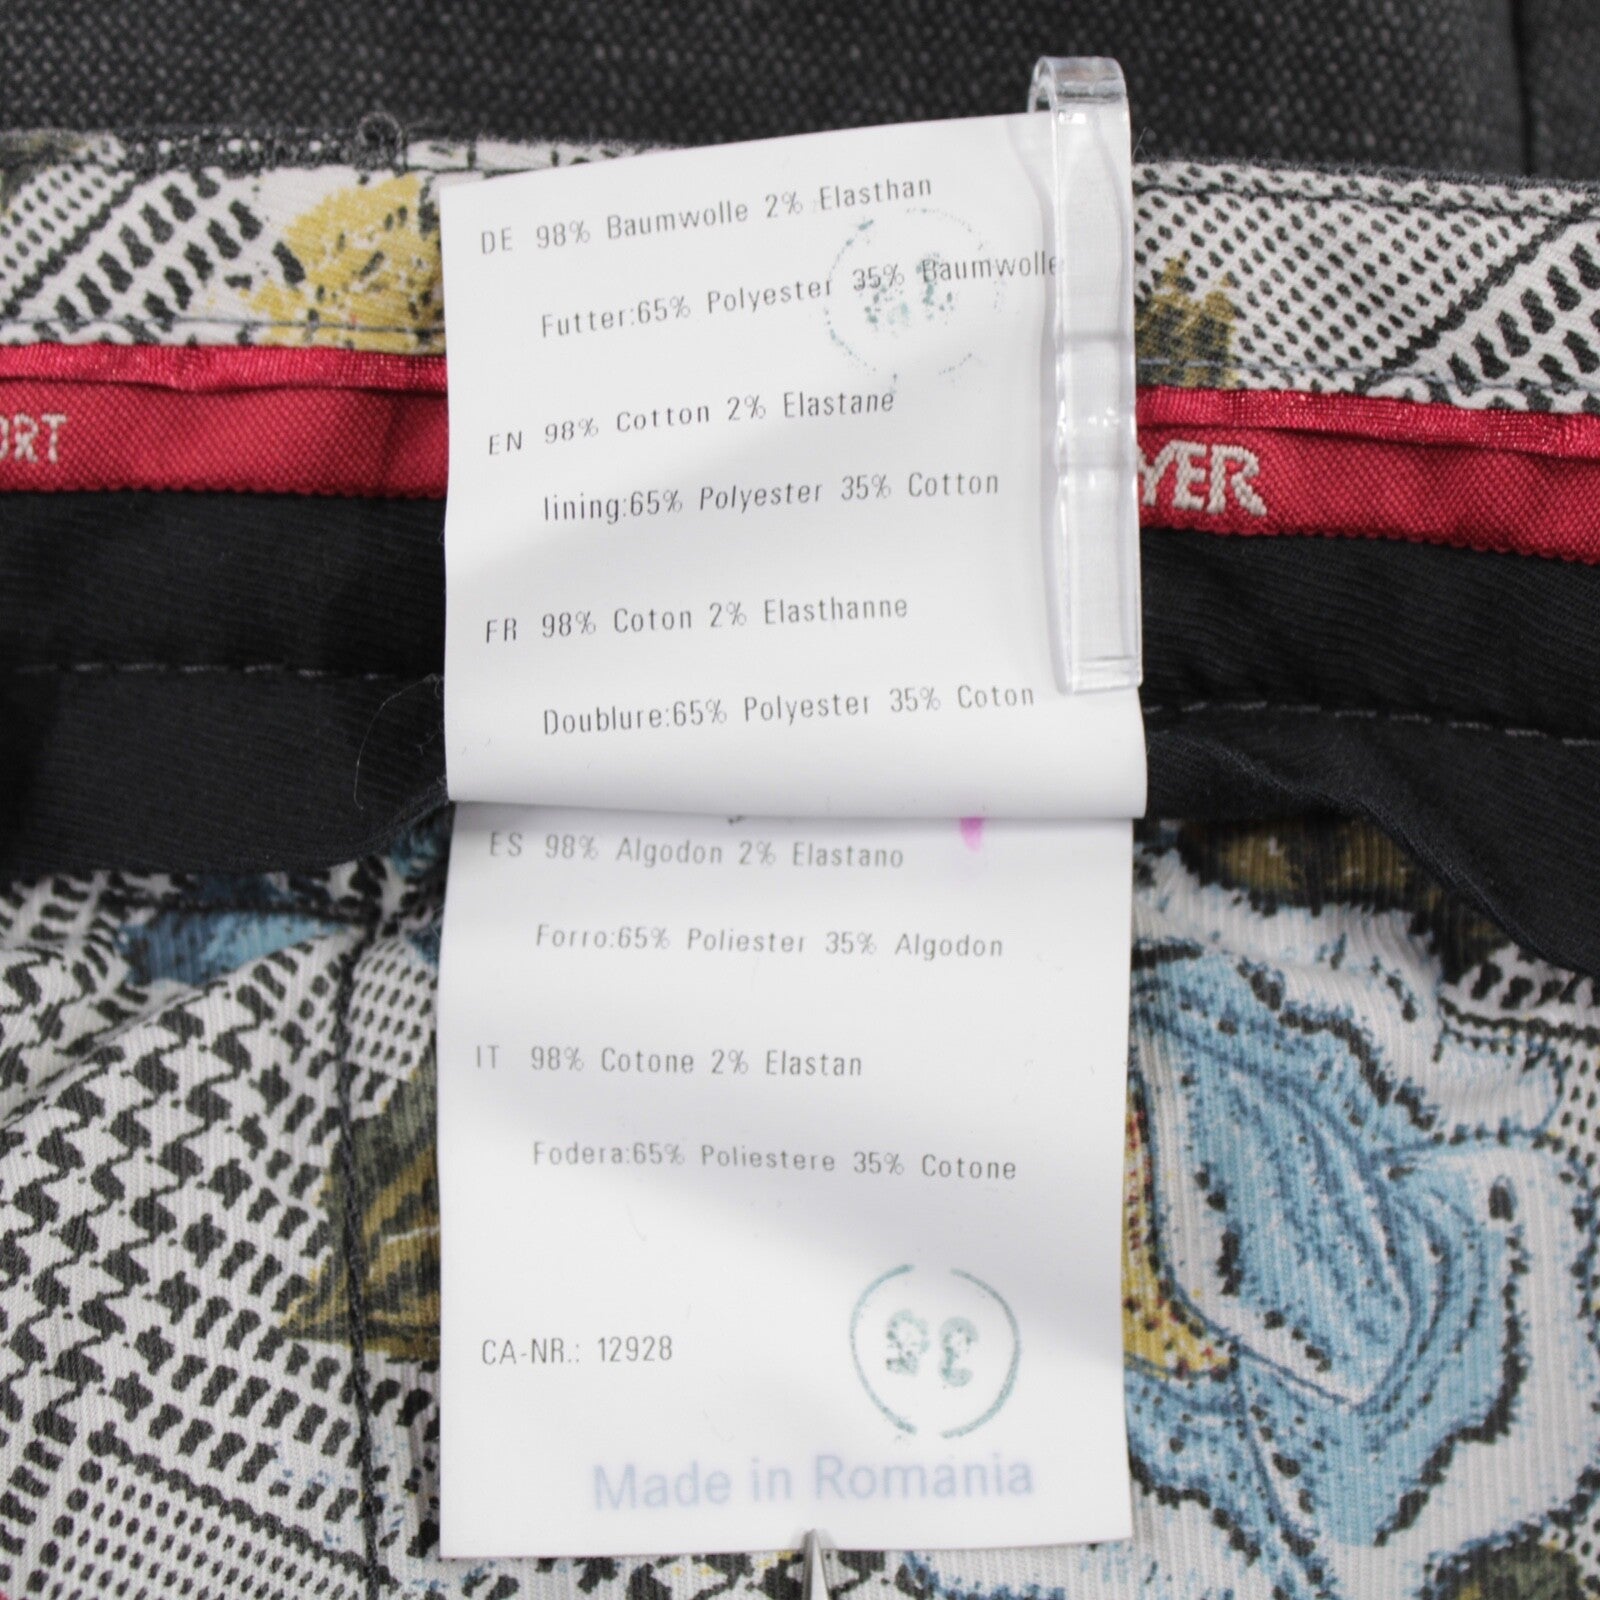 DE 98% Baumwolle 2% Elasthan
Futter:65% Polyester 35% Baumwolle
ORT
YER
EN 98% Cotton 2% Elastane
lining:65% Polyester 35% Cotton
FR 98% Coton 2% Elasthanne
Doublure:65% Polyester 35% Coton
ES 98% Algodon 2% Elastano
Forro:65% Poliester 35% Algodon
IT 98% Cotone 2% Elastan
Fodera:65% Poliestere 35% Cotone
CA-NR.: 12928
Made in Romania